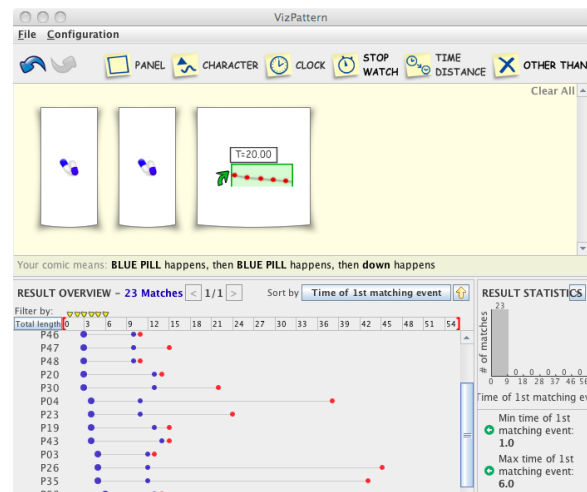 VizPattern
File Configuration
PANEL CHARACTER CLOCK STOP WATCH TIME DISTANCE OTHER THAN
Clear All
T=20.00
Your comic means: BLUE PILL happens, then BLUE PILL happens, then down happens
RESULT OVERVIEW - 23 Matches < 1/1 > Sort by Time of 1st matching event
Filter by:
Total length 0 3 6 9 12 15 18 21 24 27 30 33 36 39 42 45 48 51 54
P46
P47
P48
P20
P30
P04
P23
P19
P43
P03
P26
P35
RESULT STATISTICS
23
# of matches
0 0 0 0 0
0 9 18 28 37 46 56
Time of 1st matching ev
Min time of 1st
matching event:
1.0
Max time of 1st
matching event:
6.0